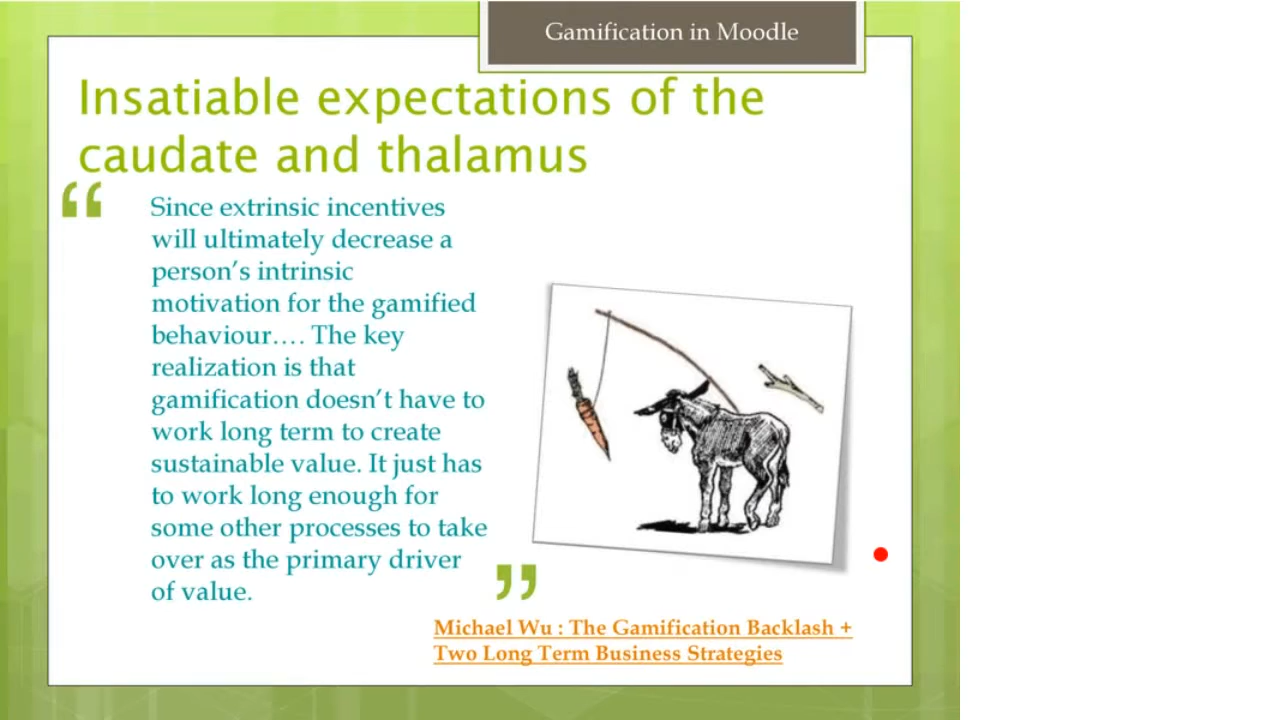 Gamification in Moodle
Insatiable expectations of the
caudate and thalamus
“
Since extrinsic incentives
will ultimately decrease a
person’s intrinsic
motivation for the gamified
behaviour…. The key
realization is that
gamification doesn’t have to
work long term to create
sustainable value. It just has
to work long enough for
some other processes to take
over as the primary driver
of value.
”
Michael Wu : The Gamification Backlash +
Two Long Term Business Strategies